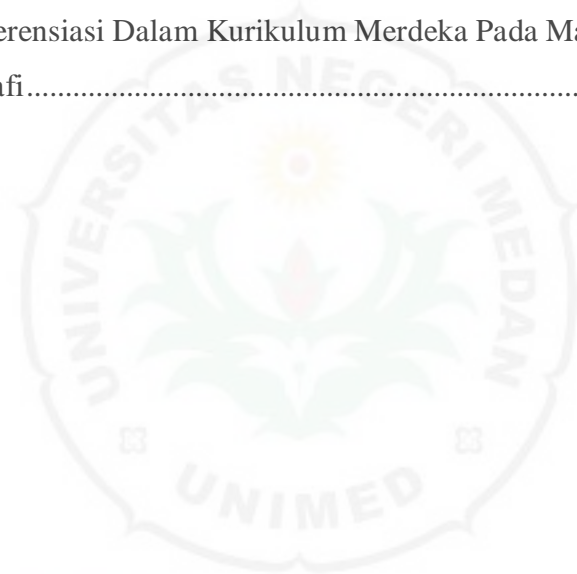 erensiasi Dalam Kurikulum Merdeka Pada Ma
afi......................................................................
UNIVERSITAS NEGERI MEDAN
UNIMED